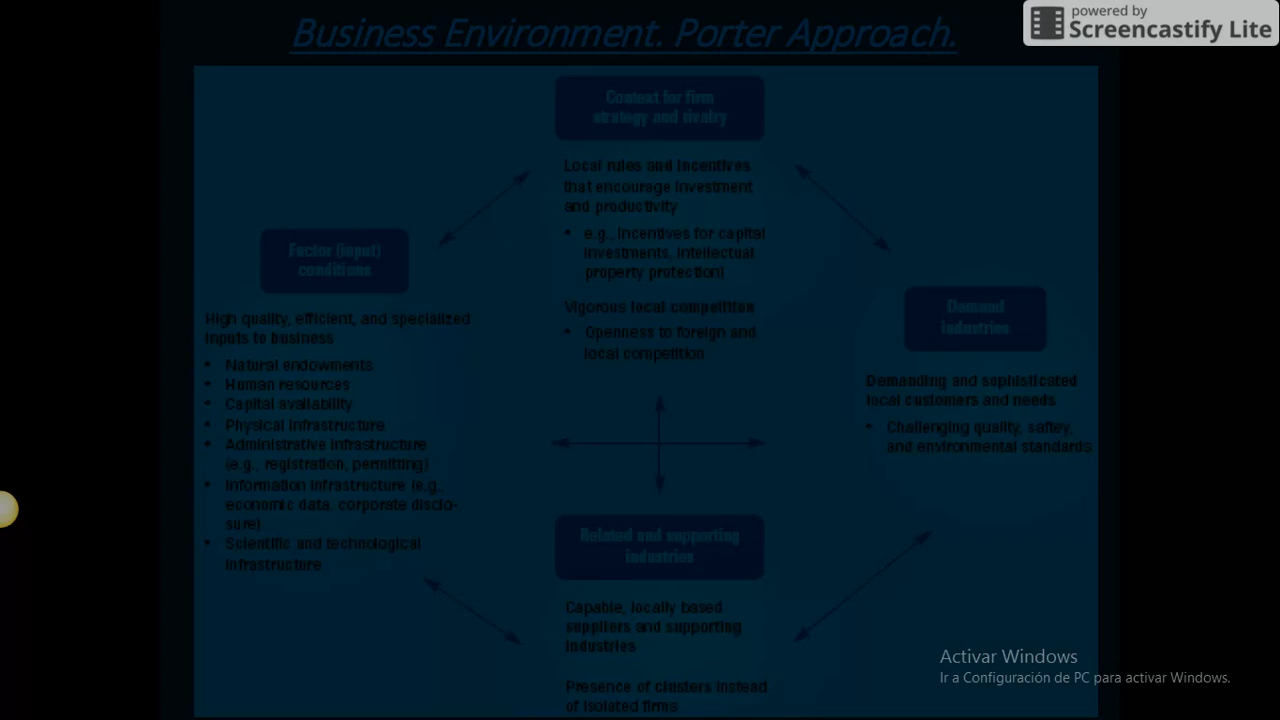 Business Environment. Porter Approach.
powered by
Screencastify Lite
Context for firm
strategy and rivalry
Local rules and incentives
that encourage investment
and productivity
• e.g., incentives for capital
investments, intellectual
property protection)
Vigorous local competition
• Openness to foreign and
local competition
Factor (input)
conditions
High quality, efficient, and specialized
inputs to business
• Natural endowments
• Human resources
• Capital availability
• Physical infrastructure
• Administrative infrastructure
(e.g., registration, permitting)
• Information infrastructure (e.g.,
economic data, corporate disclo-
sure)
• Scientific and technological
infrastructure
Demand
industries
Demanding and sophisticated
local customers and needs
• Challenging quality, saftey,
and environmental standards
Related and supporting
industries
Capable, locally based
suppliers and supporting
industries
Presence of clusters instead
of isolated firms
Activar Windows
Ir a Configuración de PC para activar Windows.